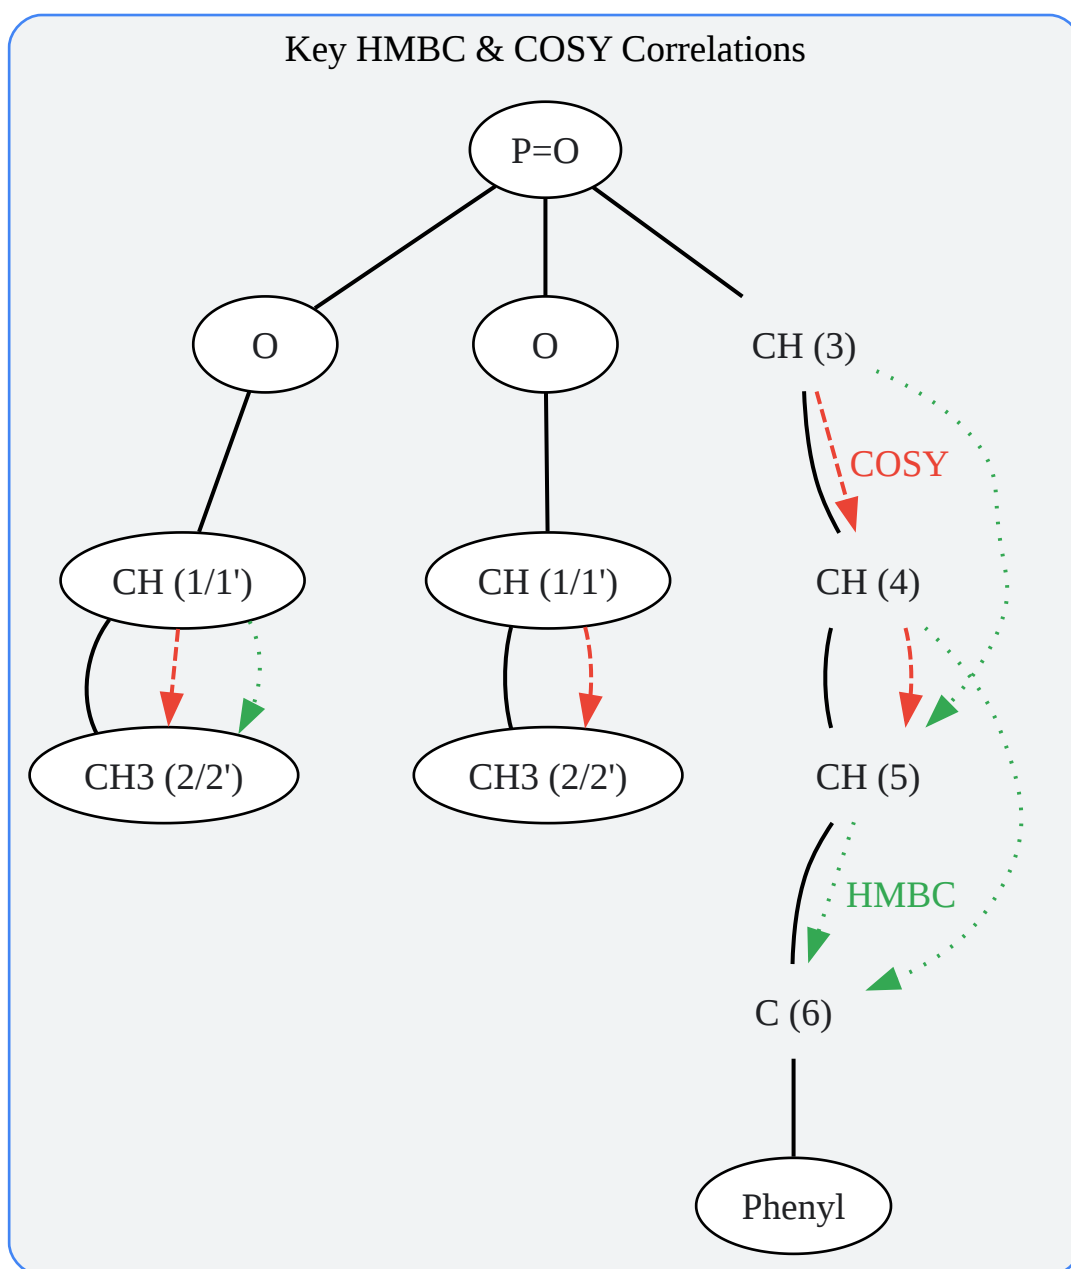 Key HMBC & COSY Correlations
P=O
O
O
CH (3)
COSY
CH (1/1')
CH (1/1')
CH (4)
CH3 (2/2')
CH3 (2/2')
CH (5)
HMBC
C (6)
Phenyl